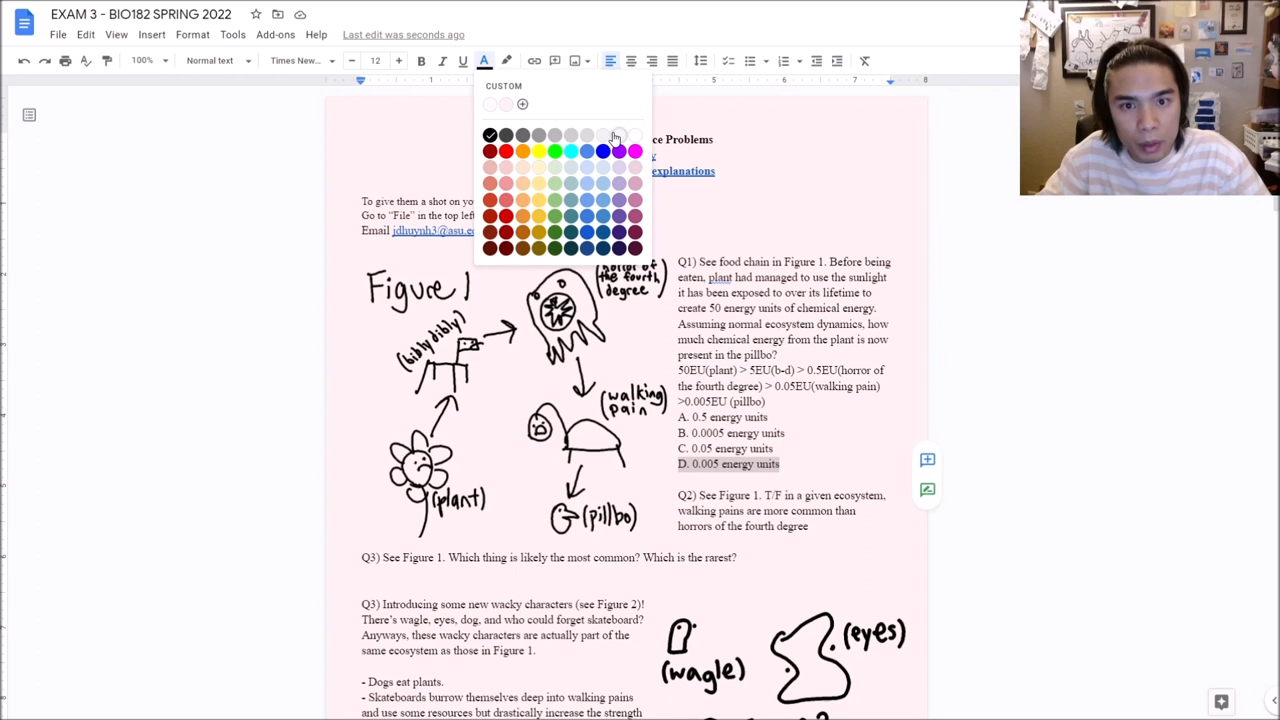 EXAM 3 - BIO182 SPRING 2022
File Edit View Insert Format Tools Add-ons Help Last edit was seconds ago
100% Normal text Times New... 12
1 5 6 7 8
CUSTOM
ce Problems
y
explanations
To give them a shot on yo
Go to “File” in the top left
Email jdhuynh3@asu.e
Figure 1
(horror of
the fourth
degree)
(bibly dibly)
(walking
pain)
(plant)
(pillbo)
Q1) See food chain in Figure 1. Before being
eaten, plant had managed to use the sunlight
it has been exposed to over its lifetime to
create 50 energy units of chemical energy.
Assuming normal ecosystem dynamics, how
much chemical energy from the plant is now
present in the pillbo?
50EU(plant) > 5EU(b-d) > 0.5EU(horror of
the fourth degree) > 0.05EU(walking pain)
>0.005EU (pillbo)
A. 0.5 energy units
B. 0.0005 energy units
C. 0.05 energy units
D. 0.005 energy units
Q2) See Figure 1. T/F in a given ecosystem,
walking pains are more common than
horrors of the fourth degree
Q3) See Figure 1. Which thing is likely the most common? Which is the rarest?
Q3) Introducing some new wacky characters (see Figure 2)!
There’s wagle, eyes, dog, and who could forget skateboard?
Anyways, these wacky characters are actually part of the
same ecosystem as those in Figure 1.
- Dogs eat plants.
- Skateboards burrow themselves deep into walking pains
and use some resources but drastically increase the strength
(wagle)
(eyes)